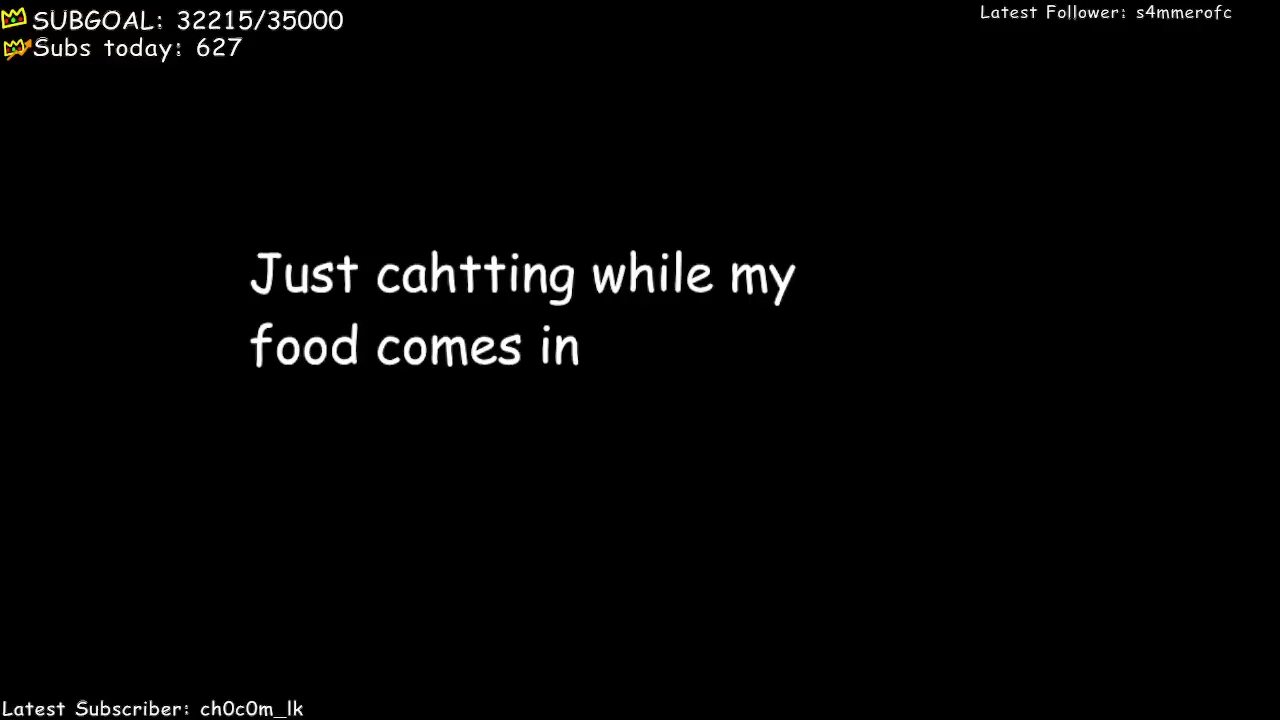 SUBGOAL: 32215/35000
Latest Follower: s4mmerofc
Subs today: 627
Just cahtting while my
food comes in
Latest Subscriber: ch0c0m_lk